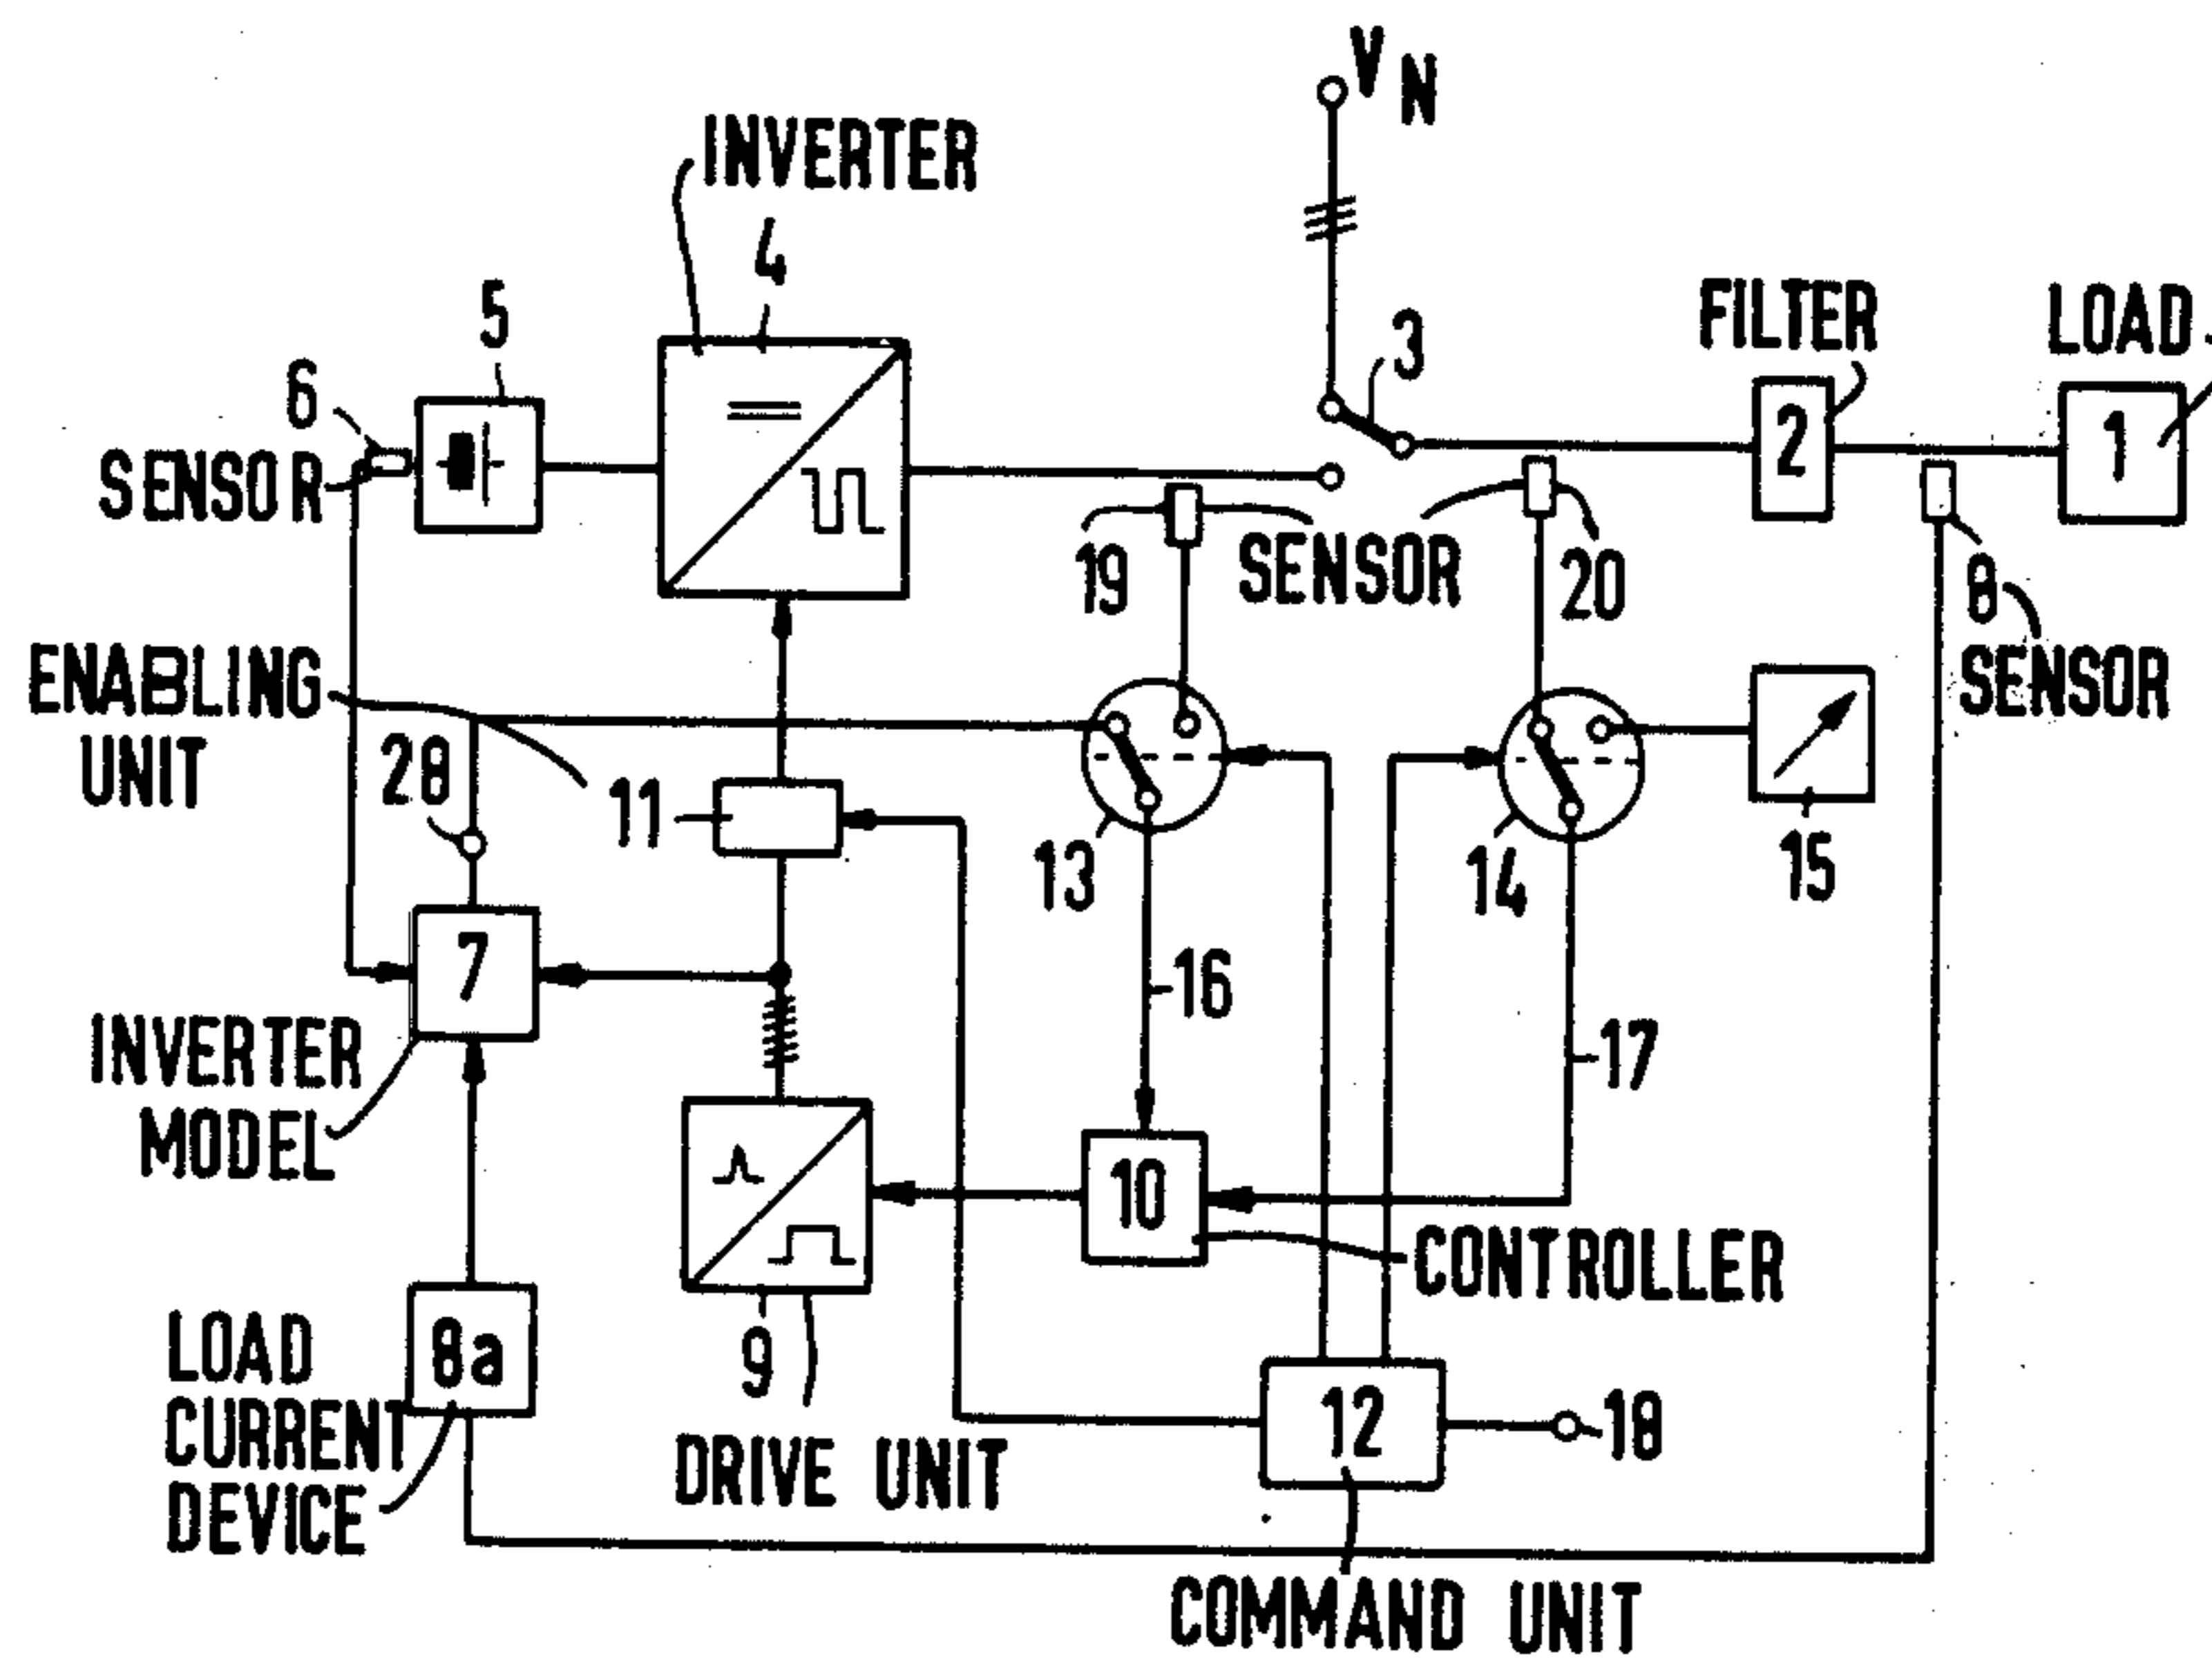 V N
INVERTER
4
3
FILTER
LOAD
5
6
2
1
SENSOR
19
SENSOR
20
8
SENSOR
ENABLING
UNIT
28
11
13
14
15
7
16
17
INVERTER
MODEL
10
CONTROLLER
LOAD
CURRENT
DEVICE
8a
9
DRIVE UNIT
12
18
COMMAND UNIT